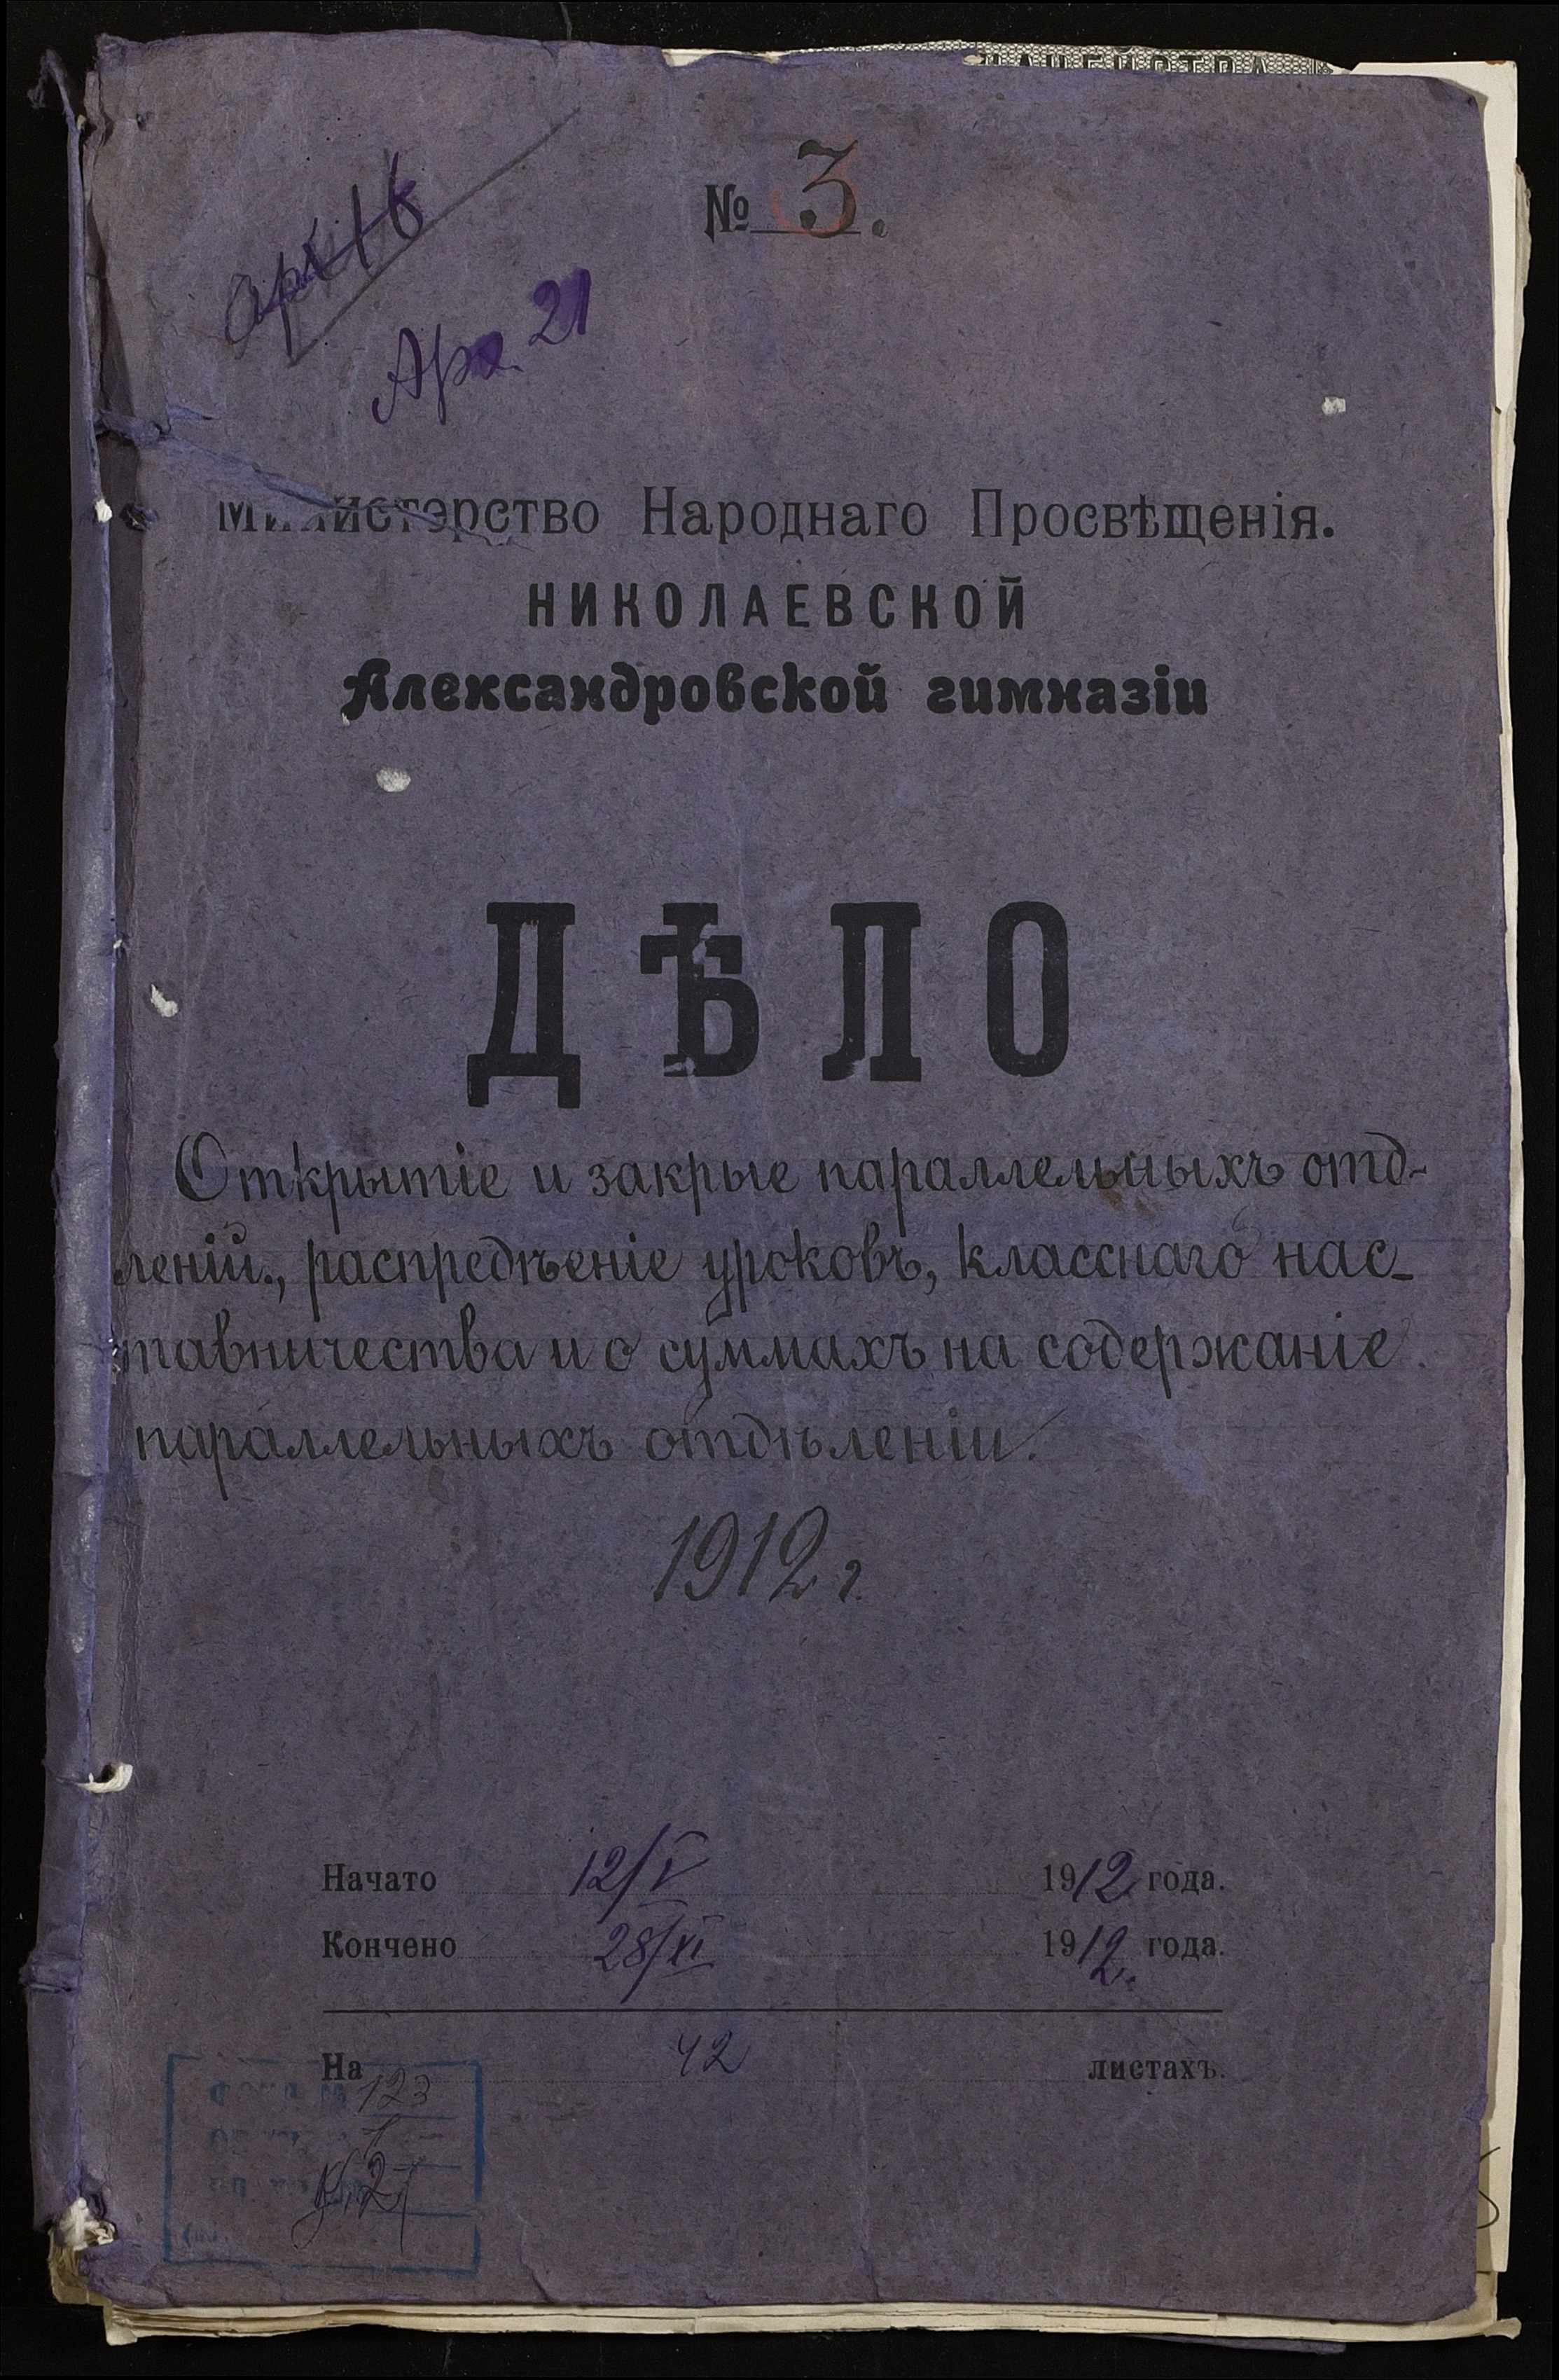 № 3.
Арх 21
Министерство Народнаго Просвѣщенія.
НИКОЛАЕВСКОЙ
Александровской гимназіи
ДѢЛО
Открытіе и закрые параллельныхъ отд-
леній, распредѣеніе уроковъ, класснаго нас-
тавничества и о суммахъ на содержаніе
параллельныхъ отдѣленіи.
1912 г.
Начато 12/V 1912 года.
Кончено 28/XI 1912. года.
На 42 листахъ.
123
1